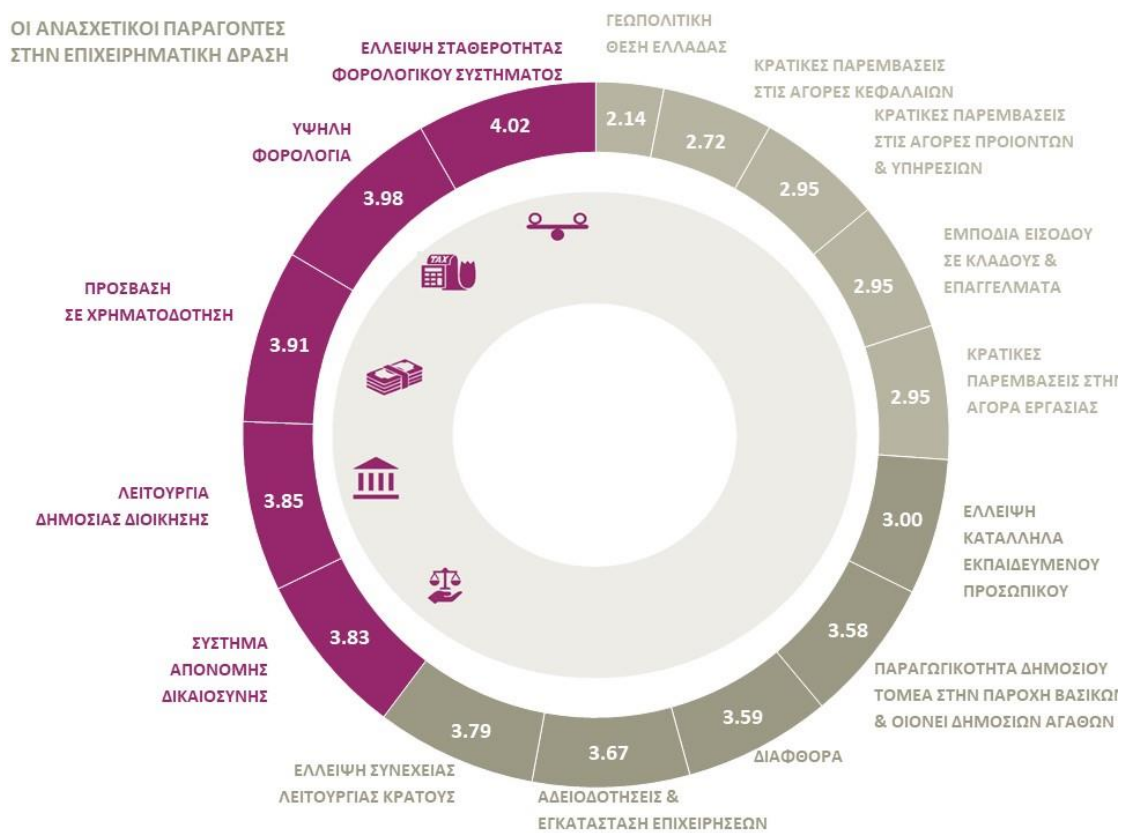 ΟΙ ΑΝΑΣΧΕΤΙΚΟΙ ΠΑΡΑΓΟΝΤΕΣ
ΣΤΗΝ ΕΠΙΧΕΙΡΗΜΑΤΙΚΗ ΔΡΑΣΗ
ΓΕΩΠΟΛΙΤΙΚΗ
ΘΕΣΗ ΕΛΛΑΔΑΣ
2.14
ΚΡΑΤΙΚΕΣ ΠΑΡΕΜΒΑΣΕΙΣ
ΣΤΙΣ ΑΓΟΡΕΣ ΚΕΦΑΛΑΙΩΝ
2.72
ΚΡΑΤΙΚΕΣ ΠΑΡΕΜΒΑΣΕΙΣ
ΣΤΙΣ ΑΓΟΡΕΣ ΠΡΟΙΟΝΤΩΝ
& ΥΠΗΡΕΣΙΩΝ
2.95
ΕΜΠΟΔΙΑ ΕΙΣΟΔΟΥ
ΣΕ ΚΛΑΔΟΥΣ &
ΕΠΑΓΓΕΛΜΑΤΑ
2.95
ΚΡΑΤΙΚΕΣ
ΠΑΡΕΜΒΑΣΕΙΣ ΣΤΗΝ
ΑΓΟΡΑ ΕΡΓΑΣΙΑΣ
2.95
ΕΛΛΕΙΨΗ
ΚΑΤΑΛΛΗΛΑ
ΕΚΠΑΙΔΕΥΜΕΝΟΥ
ΠΡΟΣΩΠΙΚΟΥ
3.00
ΠΑΡΑΓΩΓΙΚΟΤΗΤΑ ΔΗΜΟΣΙΟΥ
ΤΟΜΕΑ ΣΤΗΝ ΠΑΡΟΧΗ ΒΑΣΙΚΩΝ
& ΟΙΟΝΕΙ ΔΗΜΟΣΙΩΝ ΑΓΑΘΩΝ
3.58
ΔΙΑΦΘΟΡΑ
3.59
ΑΔΕΙΟΔΟΤΗΣΕΙΣ &
ΕΓΚΑΤΑΣΤΑΣΗ ΕΠΙΧΕΙΡΗΣΕΩΝ
3.67
ΕΛΛΕΙΨΗ ΣΥΝΕΧΕΙΑΣ
ΛΕΙΤΟΥΡΓΙΑΣ ΚΡΑΤΟΥΣ
3.79
ΣΥΣΤΗΜΑ
ΑΠΟΝΟΜΗΣ
ΔΙΚΑΙΟΣΥΝΗΣ
3.83
ΛΕΙΤΟΥΡΓΙΑ
ΔΗΜΟΣΙΑΣ ΔΙΟΙΚΗΣΗΣ
3.85
ΠΡΟΣΒΑΣΗ
ΣΕ ΧΡΗΜΑΤΟΔΟΤΗΣΗ
3.91
ΥΨΗΛΗ
ΦΟΡΟΛΟΓΙΑ
3.98
ΕΛΛΕΙΨΗ ΣΤΑΘΕΡΟΤΗΤΑΣ
ΦΟΡΟΛΟΓΙΚΟΥ ΣΥΣΤΗΜΑΤΟΣ
4.02
TAX